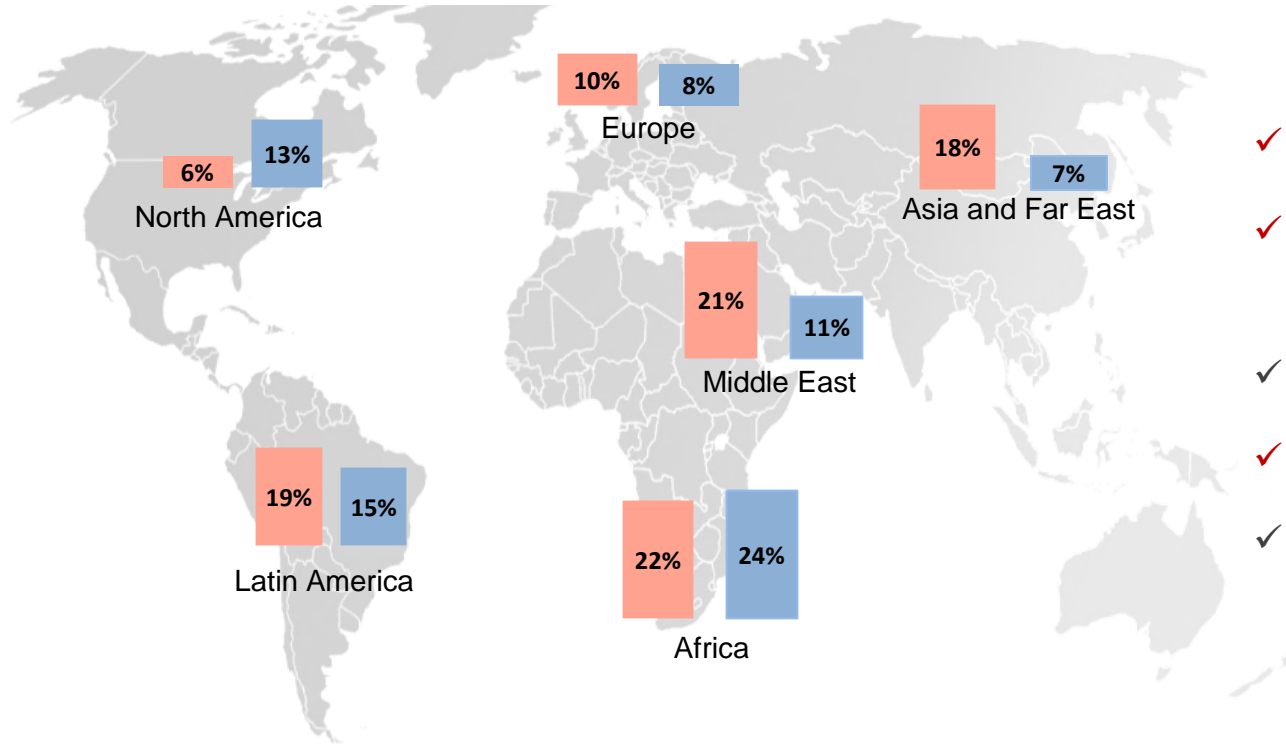 10%
8%
Europe
6%
13%
North America
18%
7%
Asia and Far East
21%
11%
Middle East
19%
15%
Latin America
22%
24%
Africa